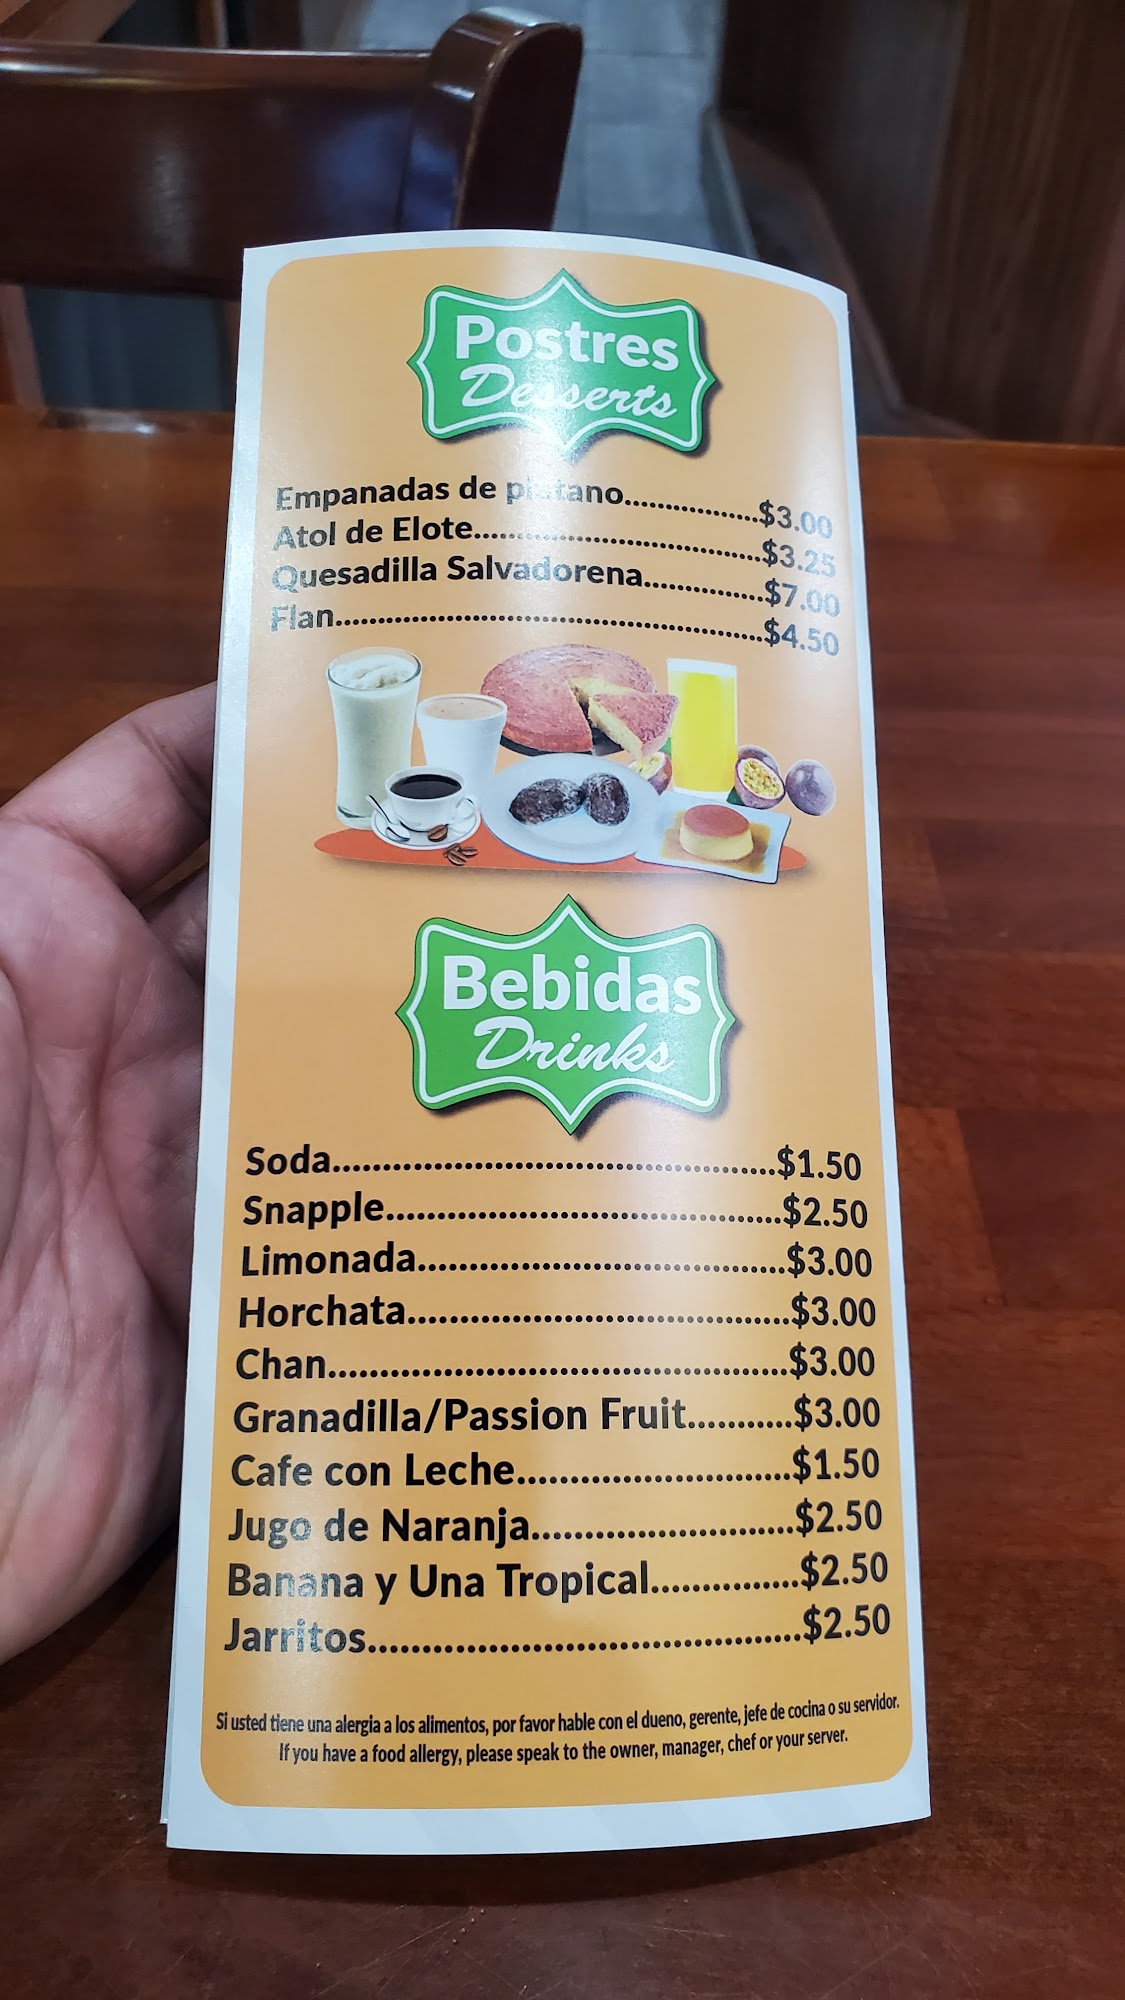 Postres
Desserts
Empanadas de platano..................$3.00
Atol de Elote.......................................$3.25
Quesadilla Salvadorena................$7.00
Flan..........................................................$4.50
Bebidas
Drinks
Soda............................................$1.50
Snapple.......................................$2.50
Limonada....................................$3.00
Horchata.....................................$3.00
Chan.............................................$3.00
Granadilla/Passion Fruit...........$3.00
Cafe con Leche..........................$1.50
Jugo de Naranja.........................$2.50
Banana y Una Tropical...............$2.50
Jarritos.........................................$2.50
Si usted tiene una alergia a los alimentos, por favor hable con el dueno, gerente, jefe de cocina o su servidor.
If you have a food allergy, please speak to the owner, manager, chef or your server.